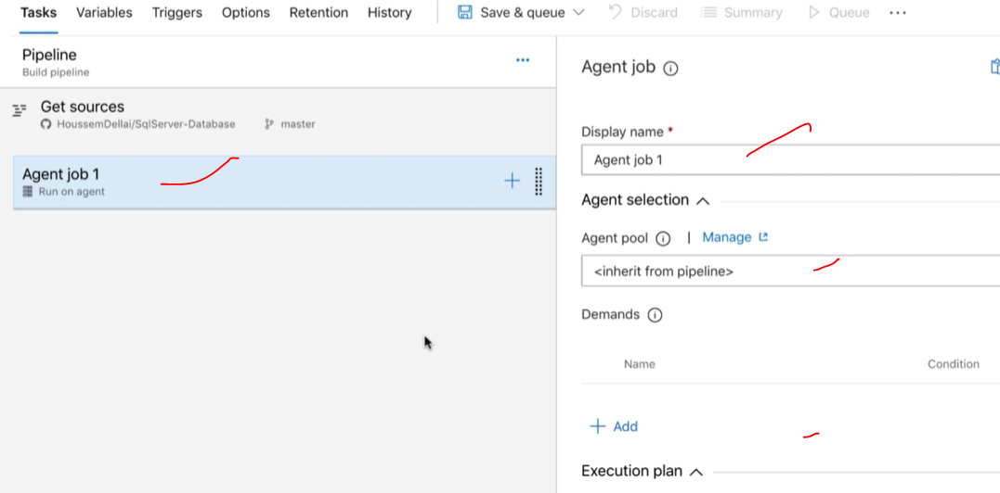 Tasks Variables Triggers Options Retention History Save & queue Discard Summary Queue ...
Pipeline
Build pipeline
...
Get sources
HoussemDellai/SqlServer-Database master
Agent job 1
Run on agent
Agent job
Display name *
Agent job 1
Agent selection
Agent pool | Manage
<inherit from pipeline>
Demands
Name Condition
+ Add
Execution plan